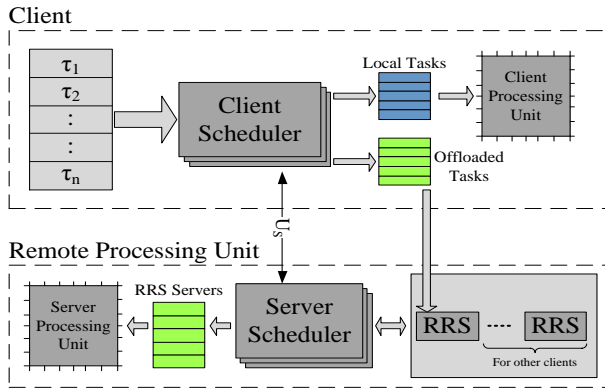 Client
τ1
τ2
:
:
τn
Client
Scheduler
Local Tasks
Offloaded
Tasks
Client
Processing
Unit
Us
Remote Processing Unit
Server
Processing
Unit
RRS Servers
Server
Scheduler
RRS ---- RRS
For other clients